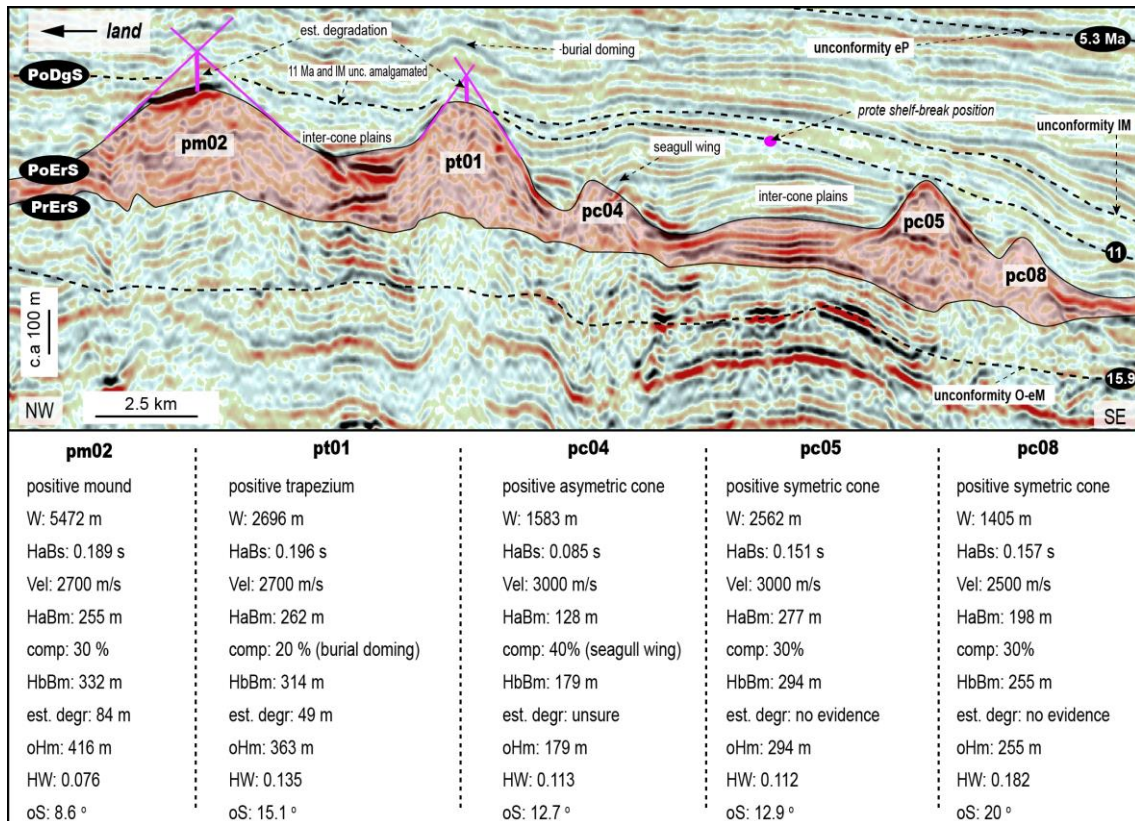 land
est. degradation
burial doming
unconformity eP
5.3 Ma
PoDgS
11 Ma and IM unc. amalgamated
prote shelf-break position
inter-cone plains
unconformity IM
seagull wing
pm02
pt01
PoErS
inter-cone plains
PrErS
pc04
pc05
pc08
11
c.a 100 m
15.9
unconformity O-eM
NW
2.5 km
SE
pm02
positive mound
W: 5472 m
HaBs: 0.189 s
Vel: 2700 m/s
HaBm: 255 m
comp: 30 %
HbBm: 332 m
est. degr: 84 m
oHm: 416 m
HW: 0.076
oS: 8.6 º
pt01
positive trapezium
W: 2696 m
HaBs: 0.196 s
Vel: 2700 m/s
HaBm: 262 m
comp: 20 % (burial doming)
HbBm: 314 m
est. degr: 49 m
oHm: 363 m
HW: 0.135
oS: 15.1 º
pc04
positive asymetric cone
W: 1583 m
HaBs: 0.085 s
Vel: 3000 m/s
HaBm: 128 m
comp: 40% (seagull wing)
HbBm: 179 m
est. degr: unsure
oHm: 179 m
HW: 0.113
oS: 12.7 º
pc05
positive symetric cone
W: 2562 m
HaBs: 0.151 s
Vel: 3000 m/s
HaBm: 277 m
comp: 30%
HbBm: 294 m
est. degr: no evidence
oHm: 294 m
HW: 0.112
oS: 12.9 º
pc08
positive symetric cone
W: 1405 m
HaBs: 0.157 s
Vel: 2500 m/s
HaBm: 198 m
comp: 30%
HbBm: 255 m
est. degr: no evidence
oHm: 255 m
HW: 0.182
oS: 20 º